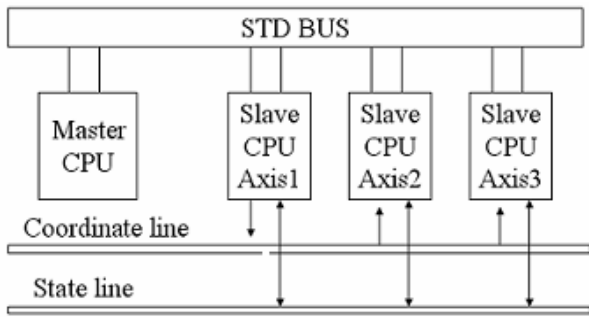 STD BUS
Master
CPU
Slave
CPU
Axis1
Slave
CPU
Axis2
Slave
CPU
Axis3
Coordinate line
State line